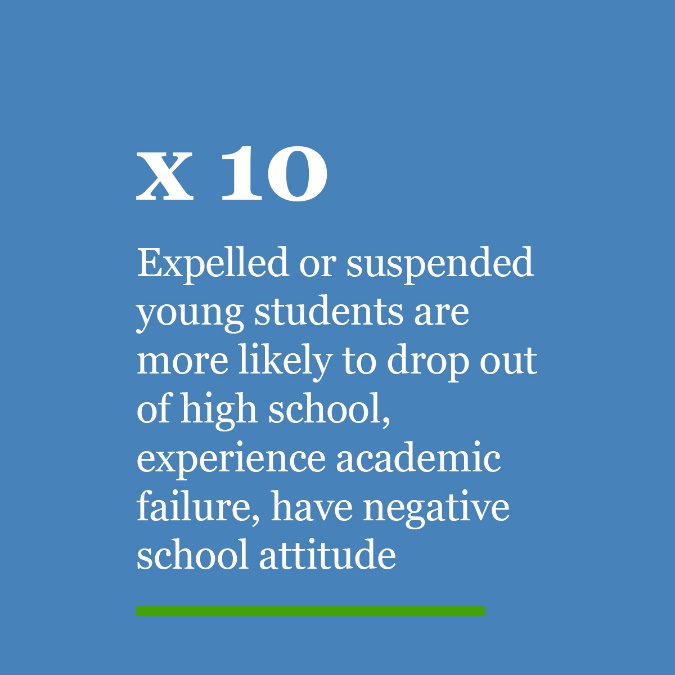 x 10
Expelled or suspended
young students are
more likely to drop out
of high school,
experience academic
failure, have negative
school attitude